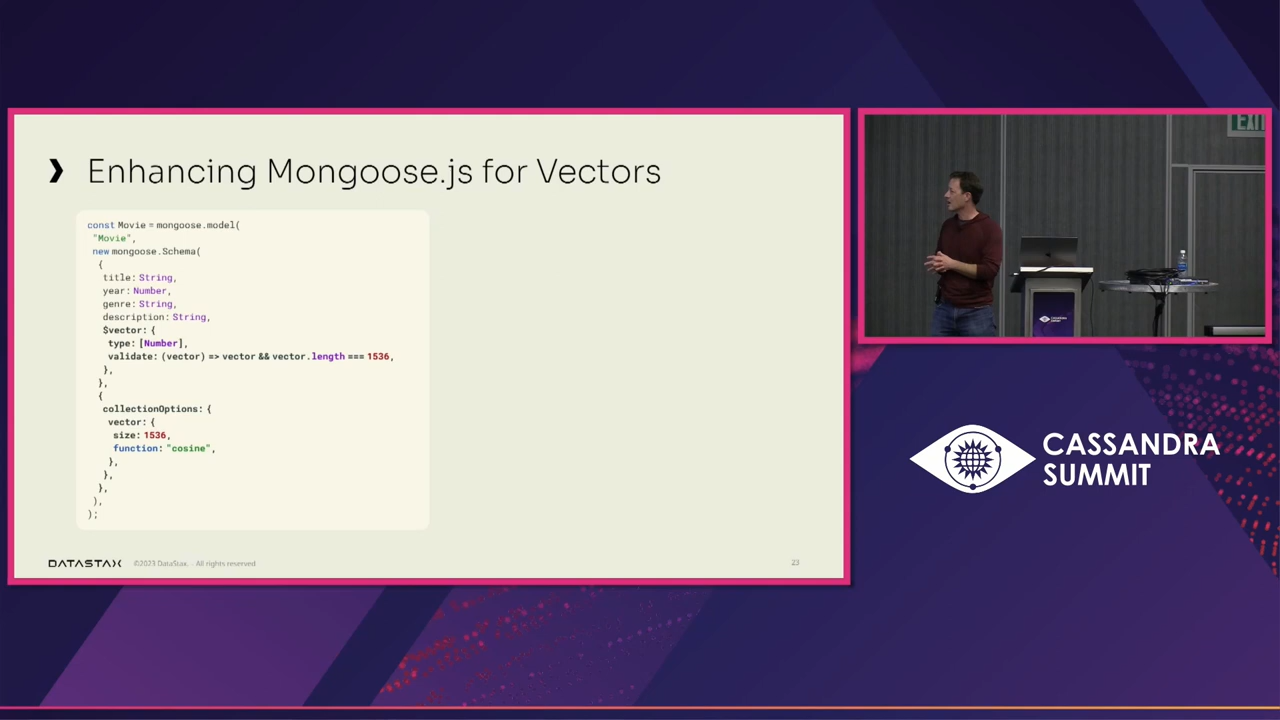 ❯ Enhancing Mongoose.js for Vectors
const Movie = mongoose.model(
"Movie",
new mongoose.Schema(
{
title: String,
year: Number,
genre: String,
description: String,
$vector: {
type: [Number],
validate: (vector) => vector && vector.length === 1536,
},
},
{
collectionOptions: {
vector: {
size: 1536,
function: "cosine",
},
},
},
),
);
DATASTAX ©2023 DataStax. – All rights reserved
23
EXIT
CASSANDRA
SUMMIT